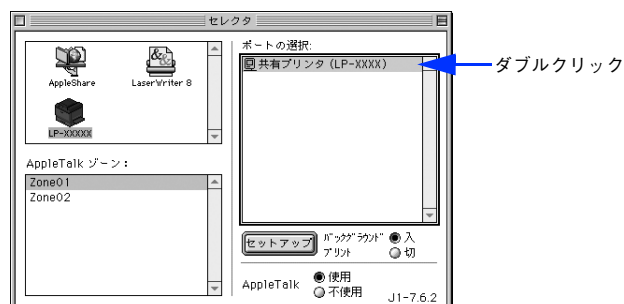 セレクタ
AppleShare
LaserWriter 8
LP-XXXXX
AppleTalk ゾーン：
Zone01
Zone02
ポートの選択:
共有プリンタ (LP-XXXX)
ダブルクリック
セットアップ
ﾊﾞｯｸｸﾞﾗｳﾝﾄﾞ
ﾌﾟﾘﾝﾄ
入
切
AppleTalk
使用
不使用
J1-7.6.2